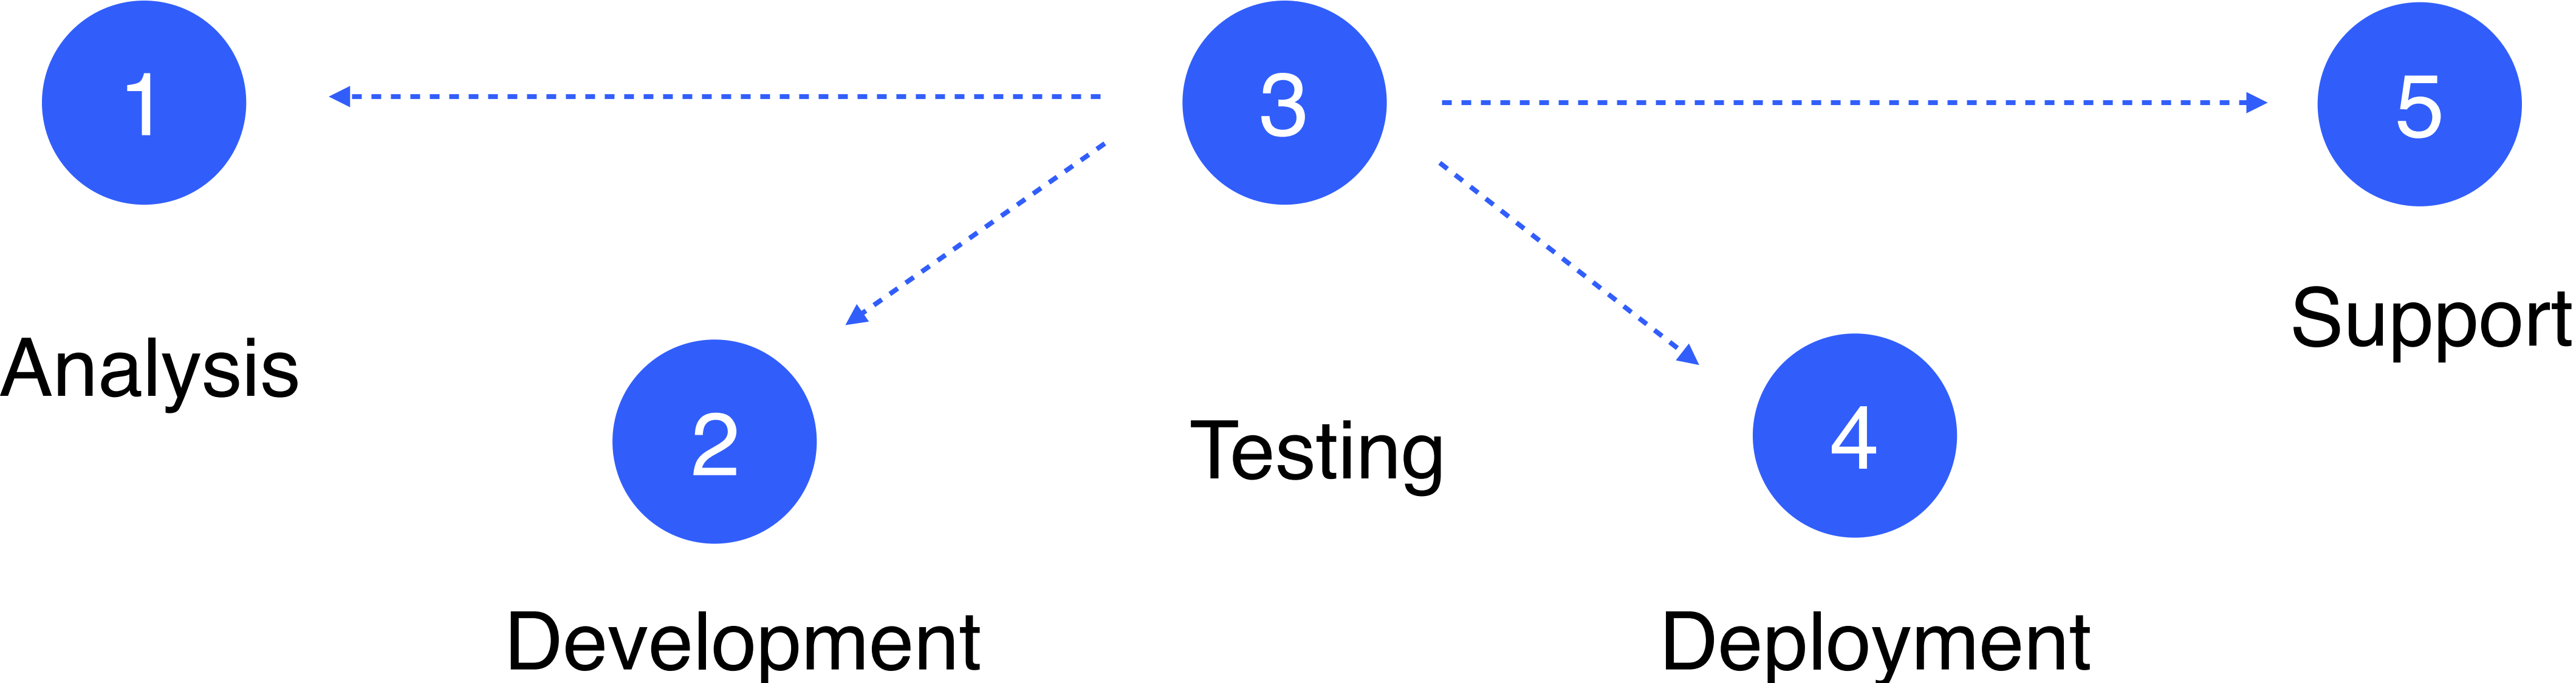 1
Analysis
2
Development
3
Testing
4
Deployment
5
Support